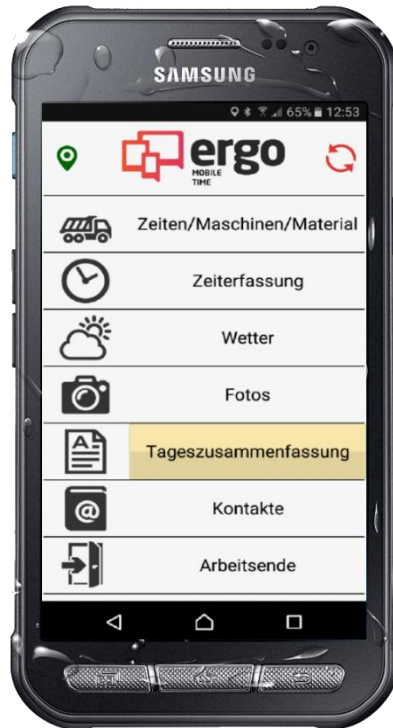 SAMSUNG
65% 12:53
ergo
MOBILE
TIME
Zeiten/Maschinen/Material
Zeiterfassung
Wetter
Fotos
A
Tageszusammenfassung
@
Kontakte
Arbeitsende